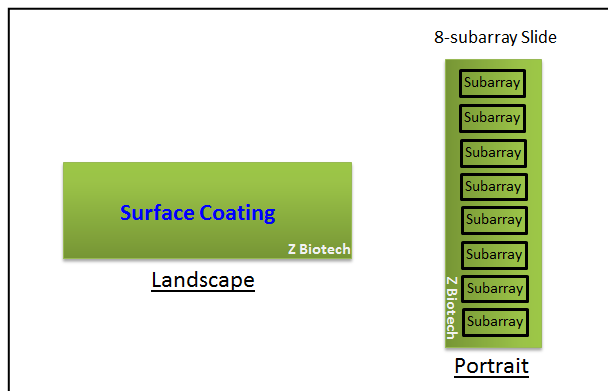 8-subarray Slide
Subarray
Subarray
Subarray
Subarray
Subarray
Subarray
Subarray
Subarray
Z Biotech
Portrait
Surface Coating
Z Biotech
Landscape